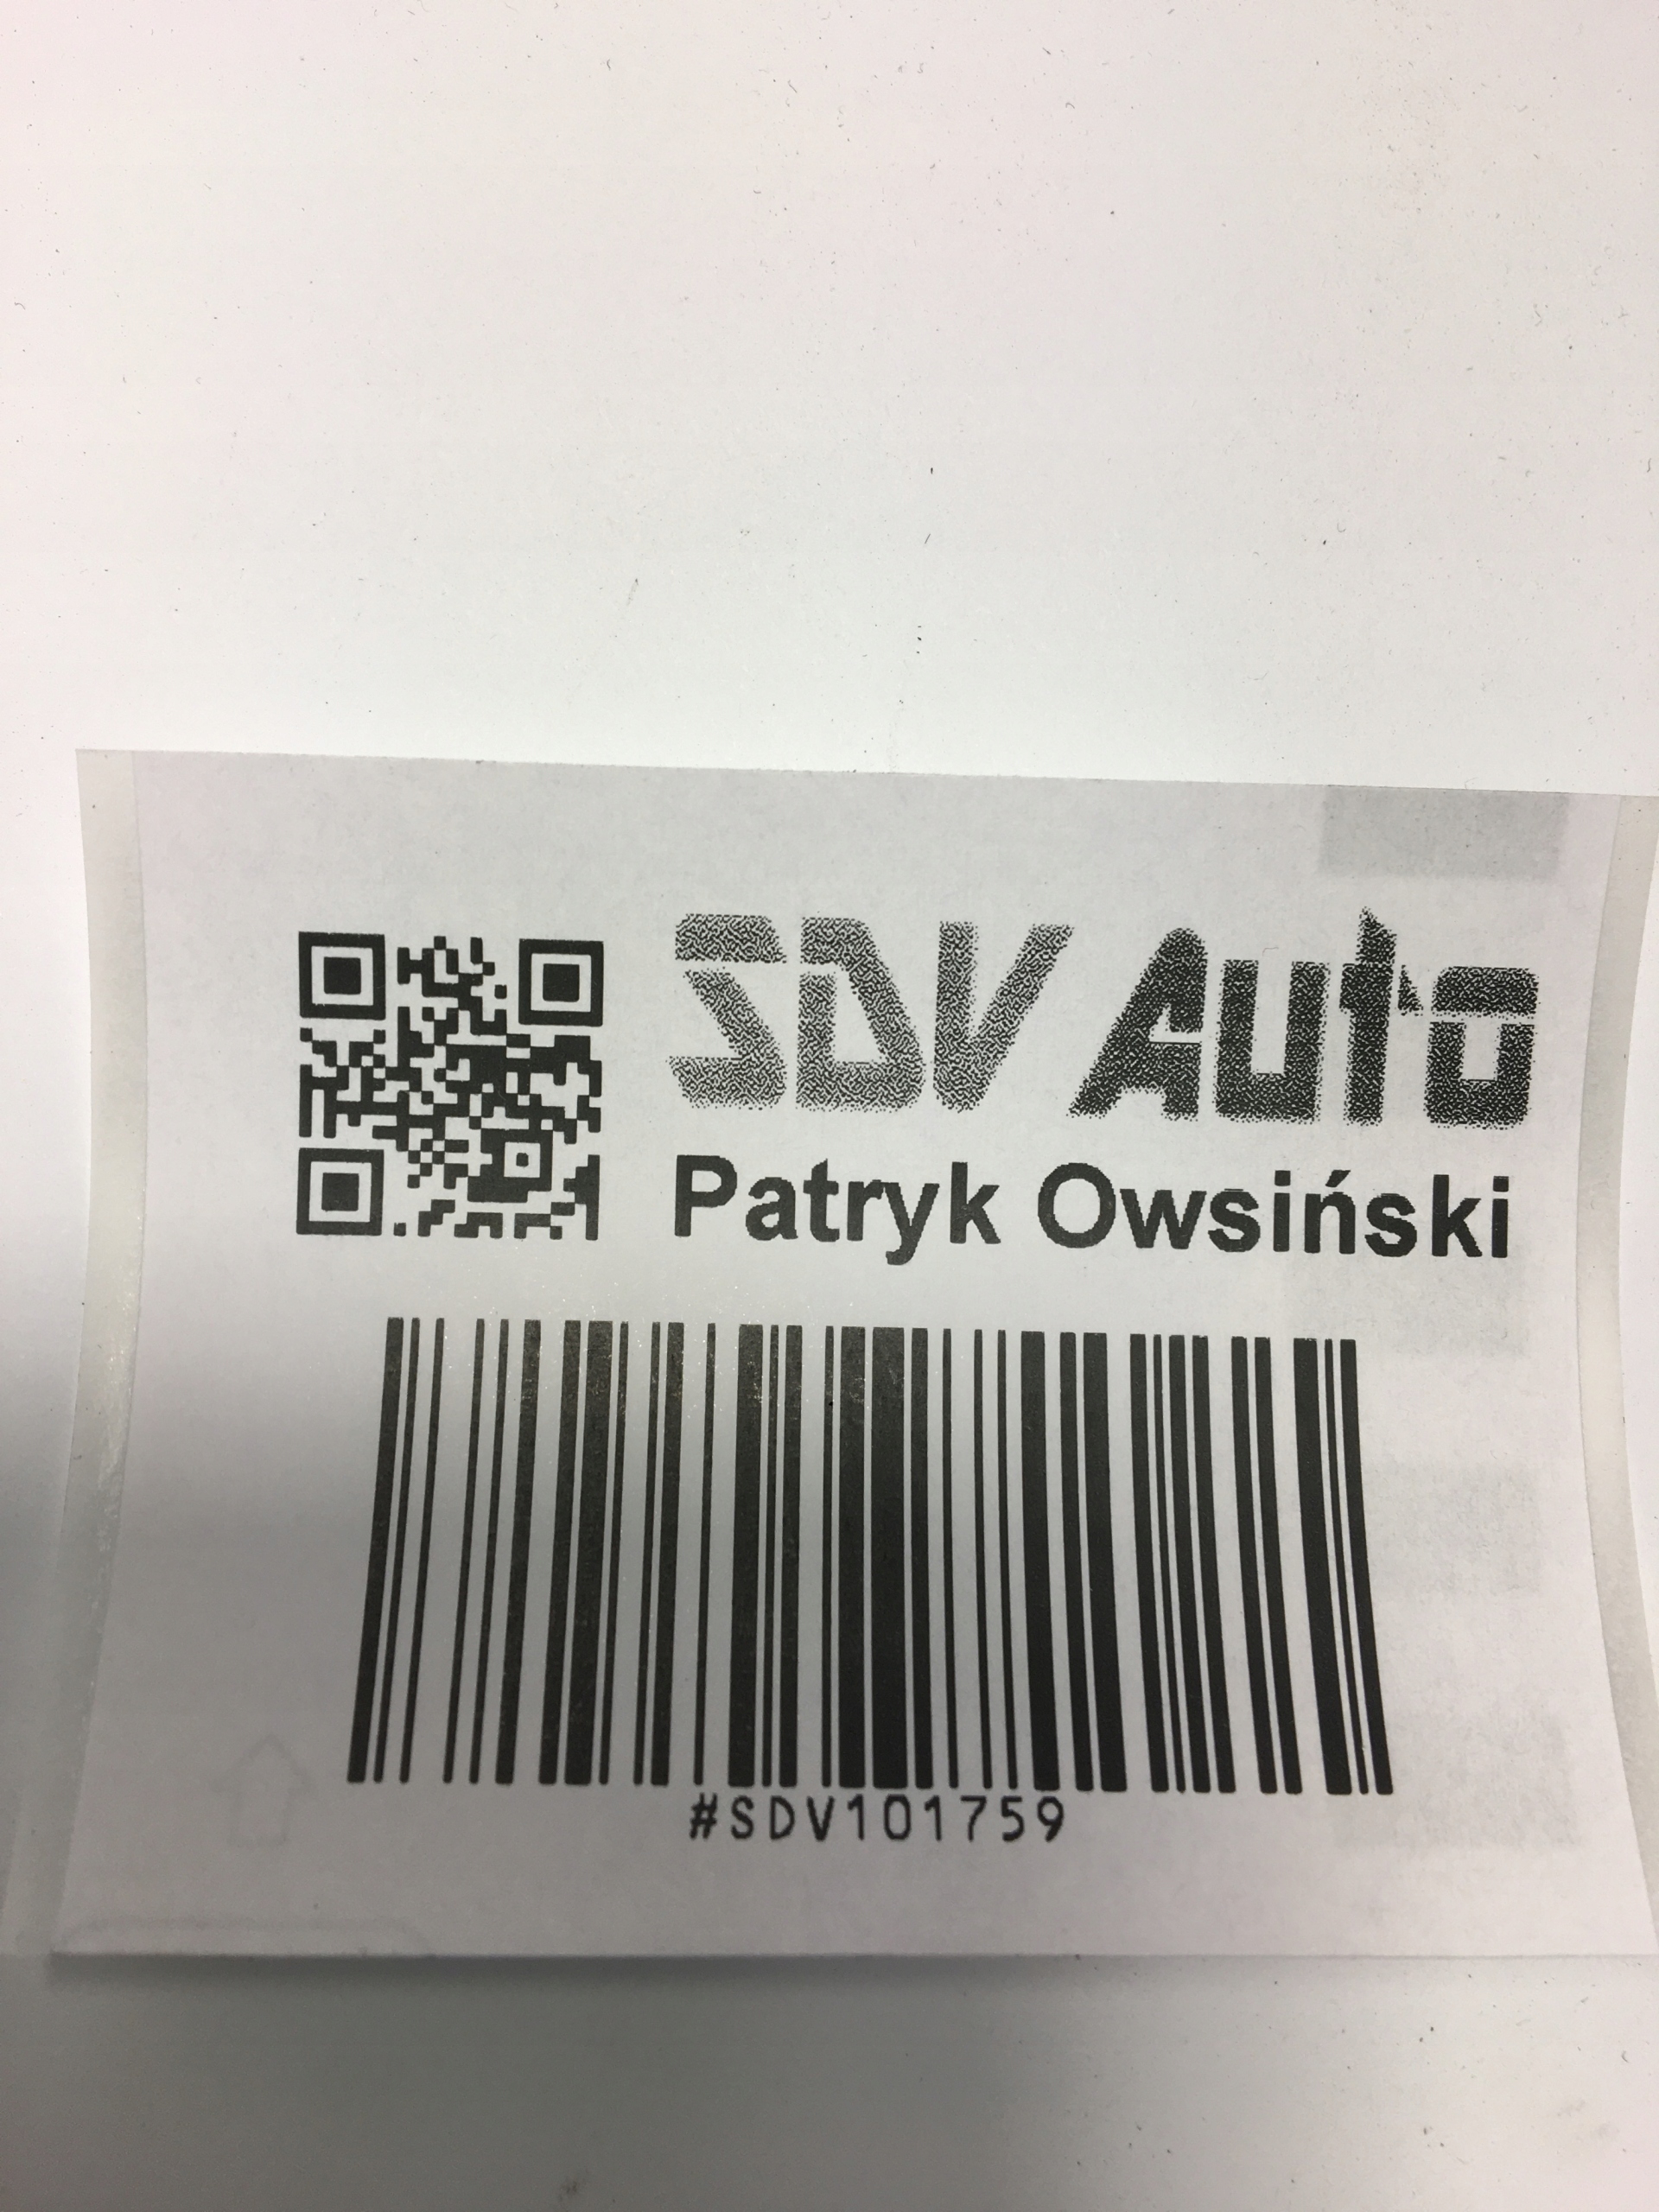 SDV Auto
Patryk Owsiński
#SDV101759